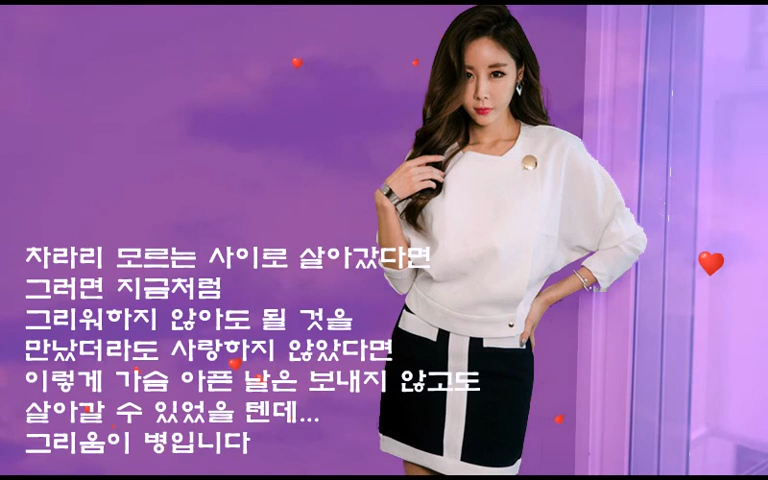 차라리 모르는 사이로 살아갔다면
그러면 지금처럼
그리워하지 않아도 될 것을
만났더라도 사랑하지 않았다면
이렇게 가슴 아픈 날은 보내지 않고도
살아갈 수 있었을 텐데...
그리움이 병입니다